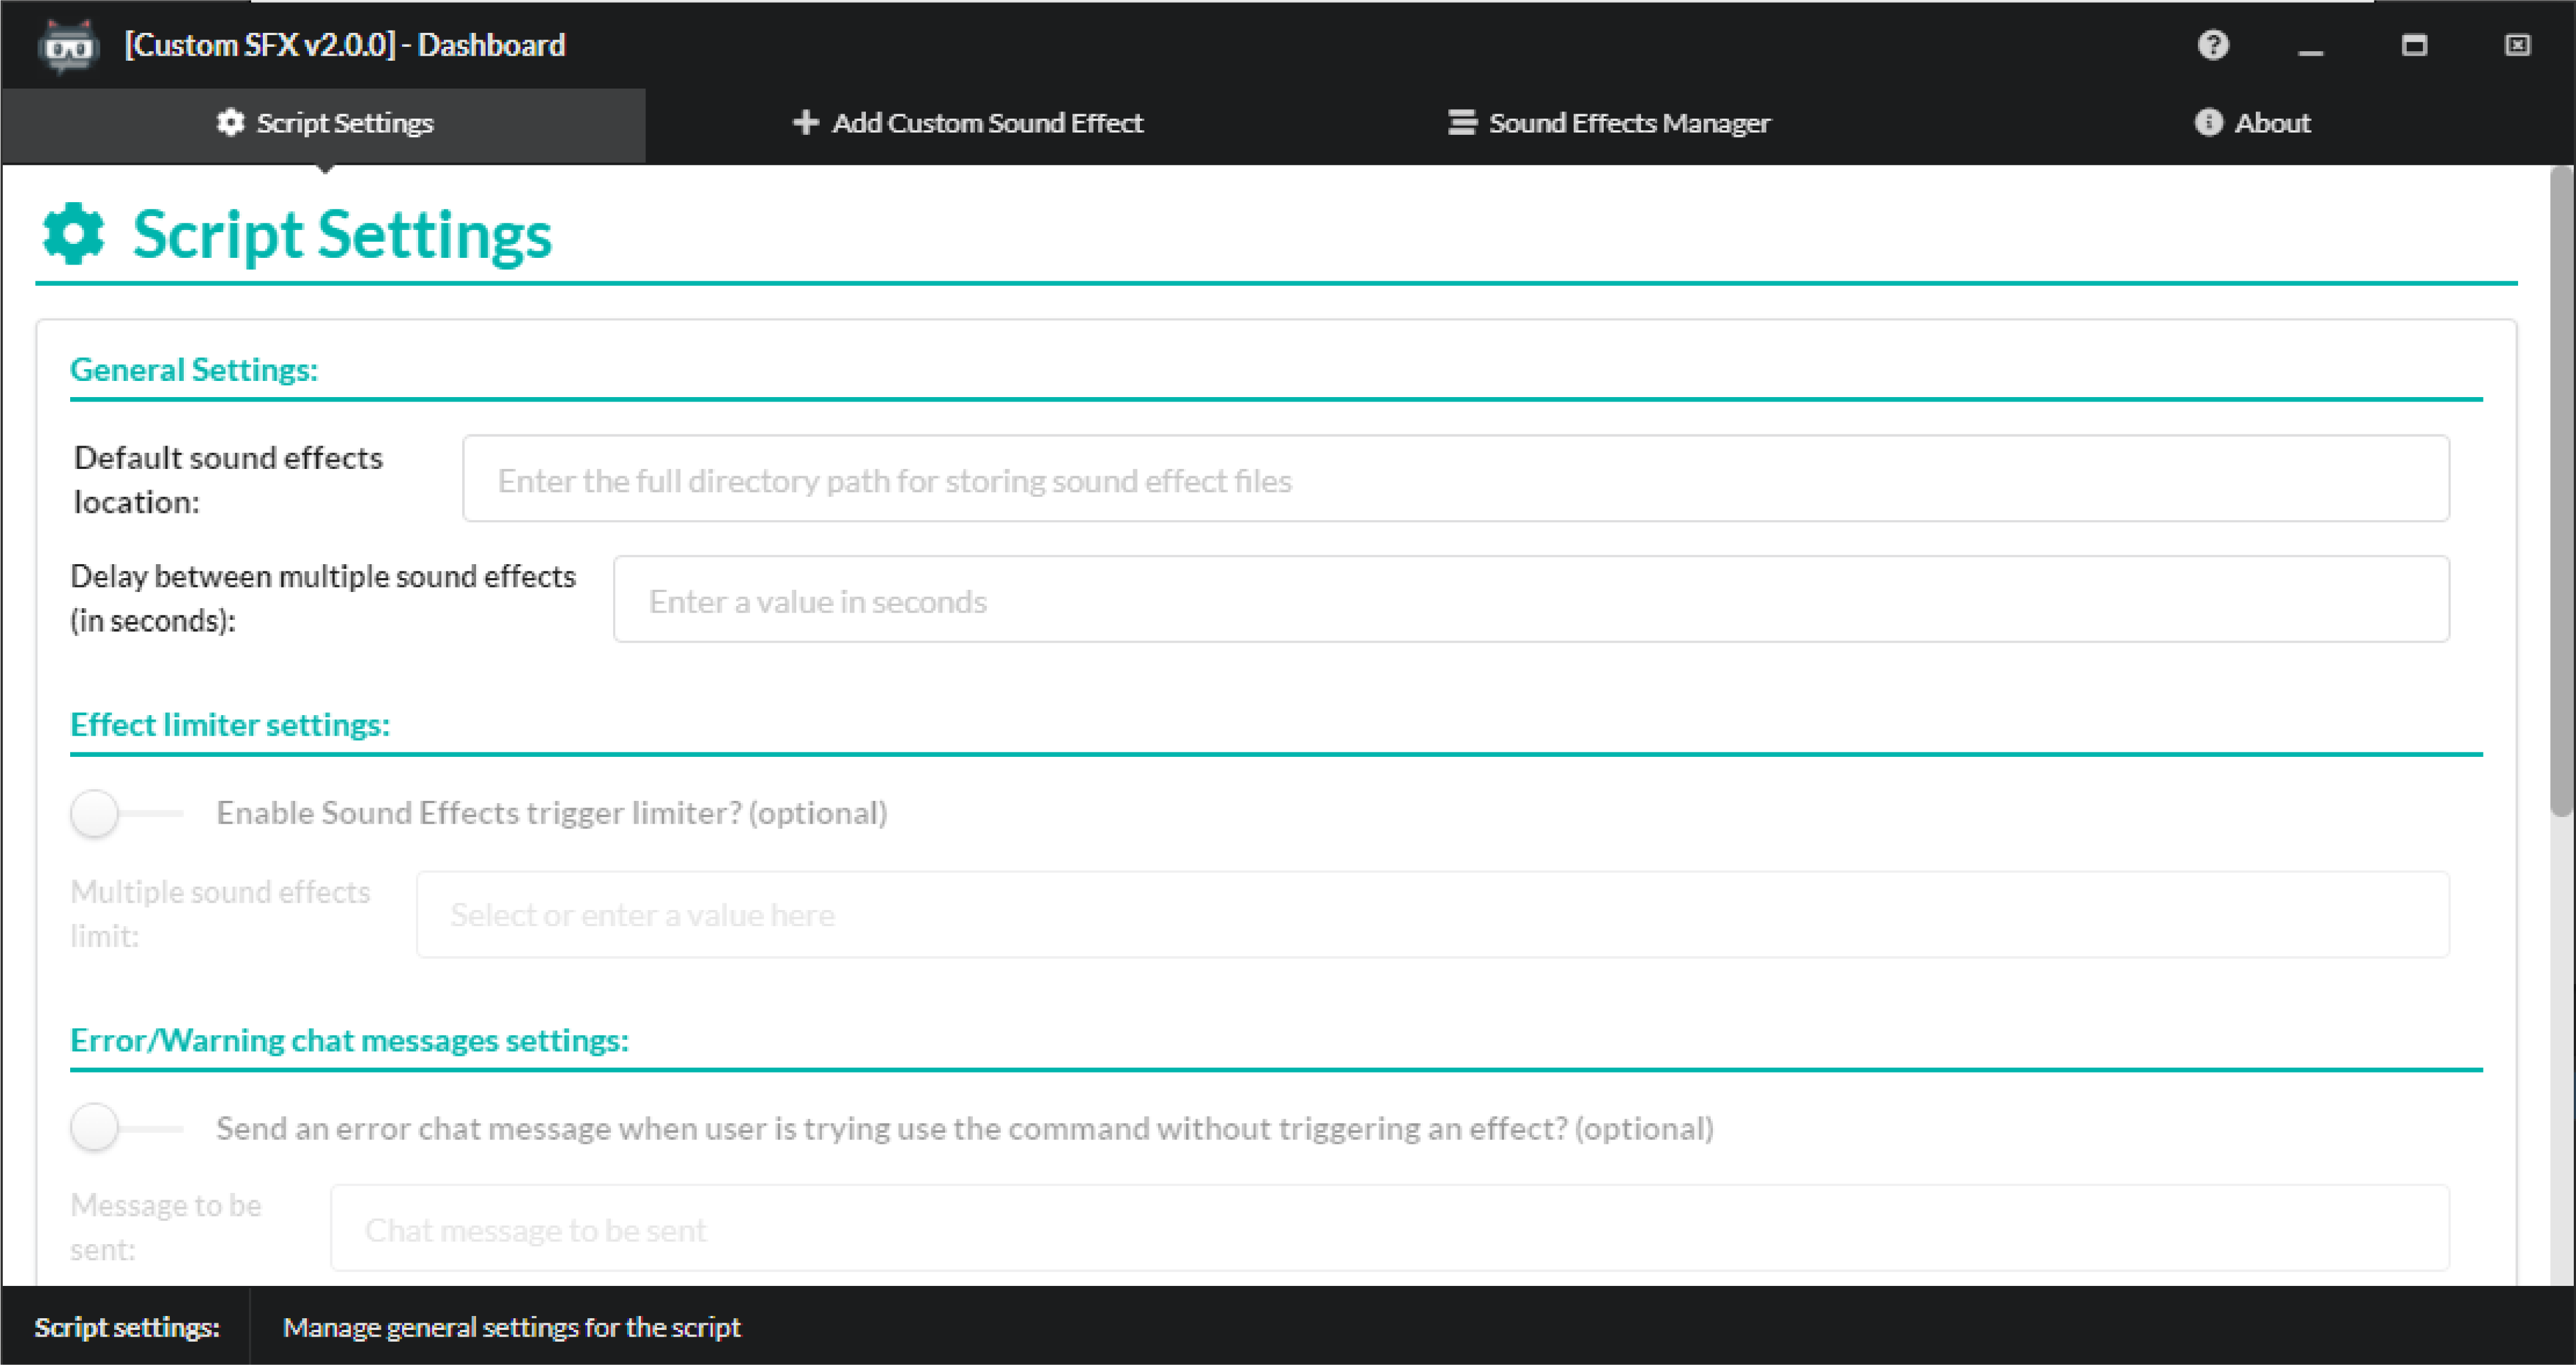 [Custom SFX v2.0.0] - Dashboard
Script Settings
Add Custom Sound Effect
Sound Effects Manager
About
Script Settings
General Settings:
Default sound effects
location:
Enter the full directory path for storing sound effect files
Delay between multiple sound effects
(in seconds):
Enter a value in seconds
Effect limiter settings:
Enable Sound Effects trigger limiter? (optional)
Multiple sound effects
limit:
Select or enter a value here
Error/Warning chat messages settings:
Send an error chat message when user is trying use the command without triggering an effect? (optional)
Message to be
sent:
Chat message to be sent
Script settings:
Manage general settings for the script